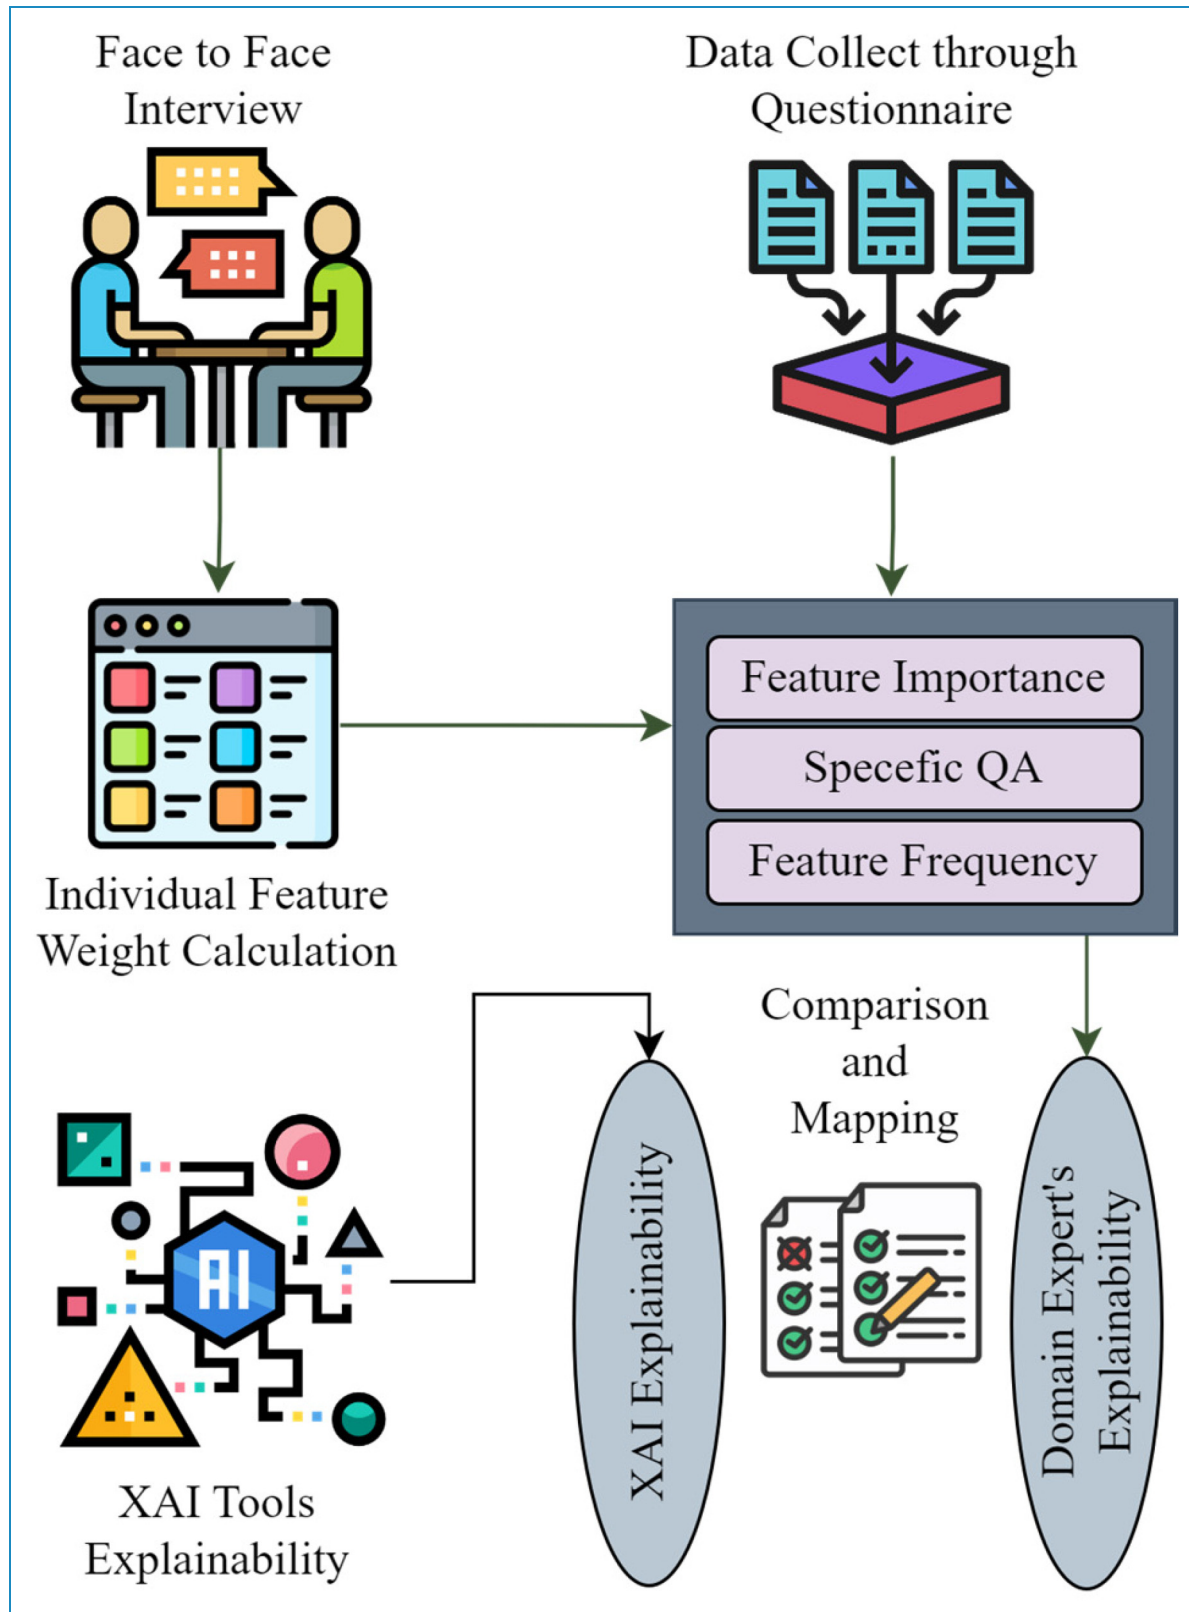 Face to Face
Interview
Data Collect through
Questionnaire
Individual Feature
Weight Calculation
Feature Importance
Specefic QA
Feature Frequency
Comparison
and
Mapping
AI
XAI Tools
Explainability
XAI Explainability
Domain Expert's
Explainability